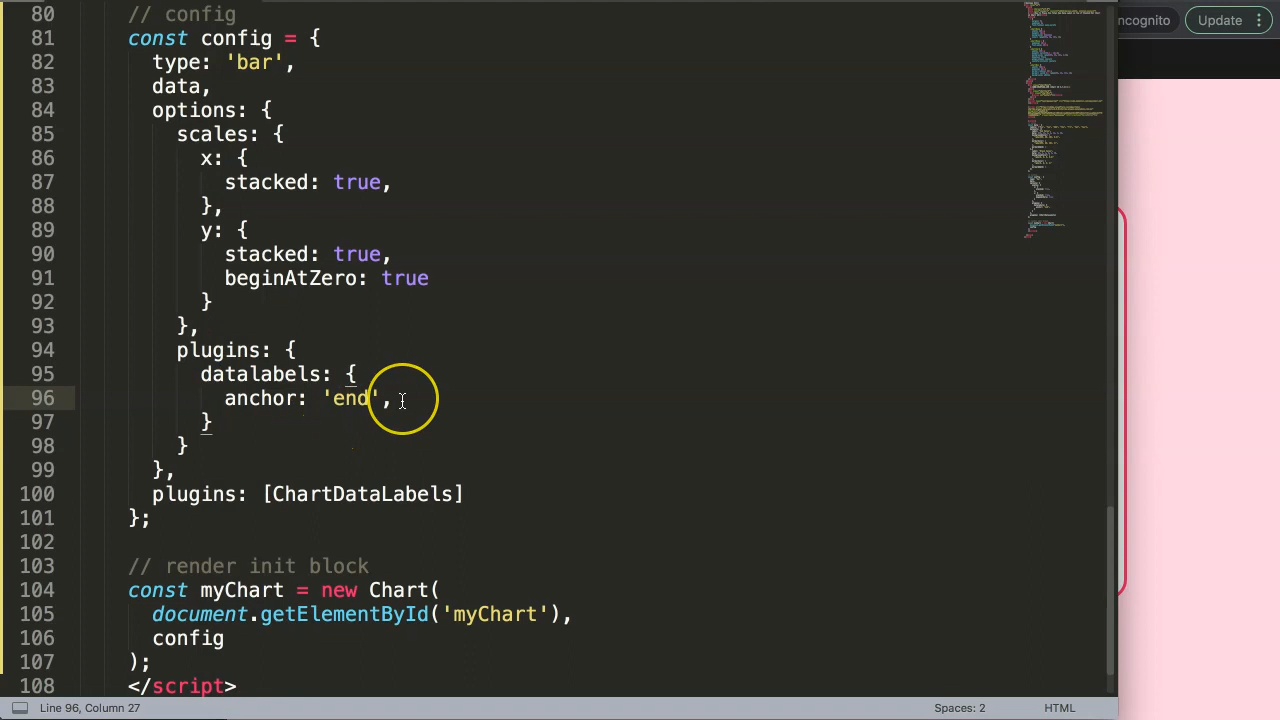 80 // config
81 const config = {
82 type: 'bar',
83 data,
84 options: {
85 scales: {
86 x: {
87 stacked: true,
88 },
89 y: {
90 stacked: true,
91 beginAtZero: true
92 }
93 },
94 plugins: {
95 datalabels: {
96 anchor: 'end',
97 }
98 }
99 },
100 plugins: [ChartDataLabels]
101 };
102
103 // render init block
104 const myChart = new Chart(
105 document.getElementById('myChart'),
106 config
107 );
108 </script>
Line 96, Column 27
Spaces: 2
HTML
cognito
Update